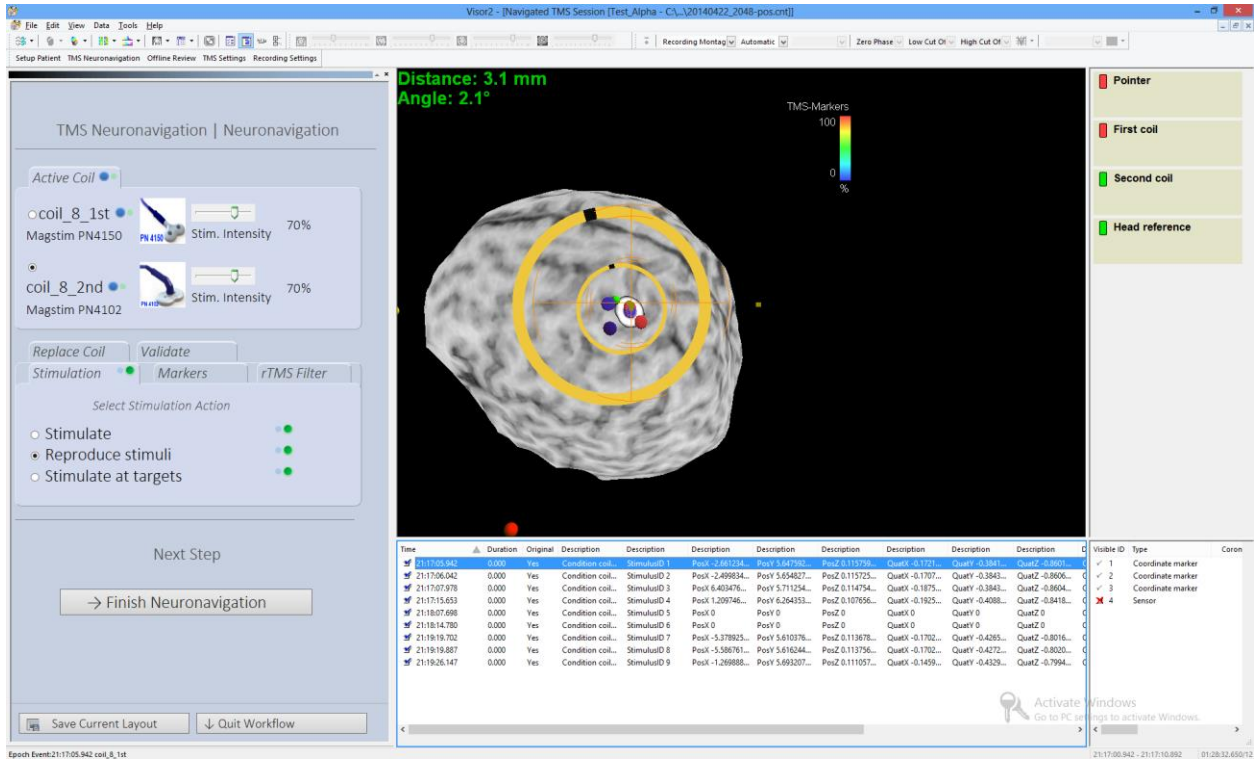 Visor2 - [Navigated TMS Session [Test_Alpha - C:\...\20140422_2048-pos.cnt]]
File Edit View Data Tools Help
Recording Montag Automatic Zero Phase Low Cut Of High Cut Of
Setup Patient TMS Neuronavigation Offline Review TMS Settings Recording Settings
TMS Neuronavigation | Neuronavigation
Active Coil
coil_8_1st
Magstim PN4150
PN 4150
Stim. Intensity
70%
coil_8_2nd
Magstim PN4102
Stim. Intensity
70%
Replace Coil Validate
Stimulation Markers rTMS Filter
Select Stimulation Action
Stimulate
Reproduce stimuli
Stimulate at targets
Next Step
→ Finish Neuronavigation
Save Current Layout ↓ Quit Workflow
Distance: 3.1 mm
Angle: 2.1°
TMS-Markers
100
0
%
Pointer
First coil
Second coil
Head reference
Time Duration Original Description Description Description Description Description Description Description Description D
21:17:05.942 0.000 Yes Condition coil... StimulusID 1 PosX -2.661234... PosY 5.647592... PosZ 0.115759... QuatX -0.1721... QuatY -0.3841... QuatZ -0.8601...
21:17:06.042 0.000 Yes Condition coil... StimulusID 2 PosX -2.499834... PosY 5.654827... PosZ 0.115725... QuatX -0.1707... QuatY -0.3843... QuatZ -0.8606...
21:17:07.978 0.000 Yes Condition coil... StimulusID 3 PosX 6.403476... PosY 5.711254... PosZ 0.114754... QuatX -0.1875... QuatY -0.3843... QuatZ -0.8604...
21:17:15.653 0.000 Yes Condition coil... StimulusID 4 PosX 1.209746... PosY 6.264353... PosZ 0.107656... QuatX -0.1925... QuatY -0.4088... QuatZ -0.8418...
21:18:07.698 0.000 Yes Condition coil... StimulusID 5 PosX 0 PosY 0 PosZ 0 QuatX 0 QuatY 0 QuatZ 0
21:18:14.780 0.000 Yes Condition coil... StimulusID 6 PosX 0 PosY 0 PosZ 0 QuatX 0 QuatY 0 QuatZ 0
21:19:19.702 0.000 Yes Condition coil... StimulusID 7 PosX -5.378925... PosY 5.610376... PosZ 0.113678... QuatX -0.1702... QuatY -0.4265... QuatZ -0.8016...
21:19:19.887 0.000 Yes Condition coil... StimulusID 8 PosX -5.586761... PosY 5.616244... PosZ 0.113756... QuatX -0.1702... QuatY -0.4272... QuatZ -0.8020...
21:19:26.147 0.000 Yes Condition coil... StimulusID 9 PosX -1.269888... PosY 5.693207... PosZ 0.111057... QuatX -0.1459... QuatY -0.4329... QuatZ -0.7994...
Visible ID Type Coron
1 Coordinate marker
2 Coordinate marker
3 Coordinate marker
4 Sensor
Activate Windows
Go to PC settings to activate Windows.
Epoch Event:21:17:05.942 coil_8_1st
21:17:00.942 - 21:17:10.892 01:28:32.650/12